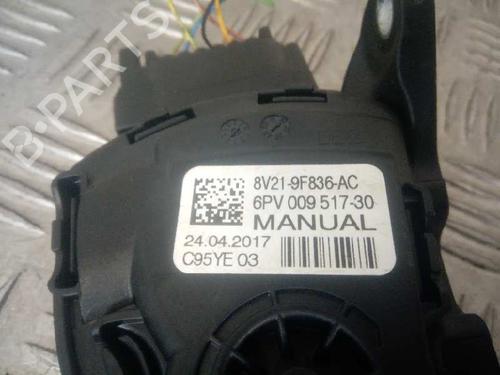 B-PARTS
8V21-9F836-AC
6PV 009 517-30
MANUAL
24.04.2017
C95YE 03